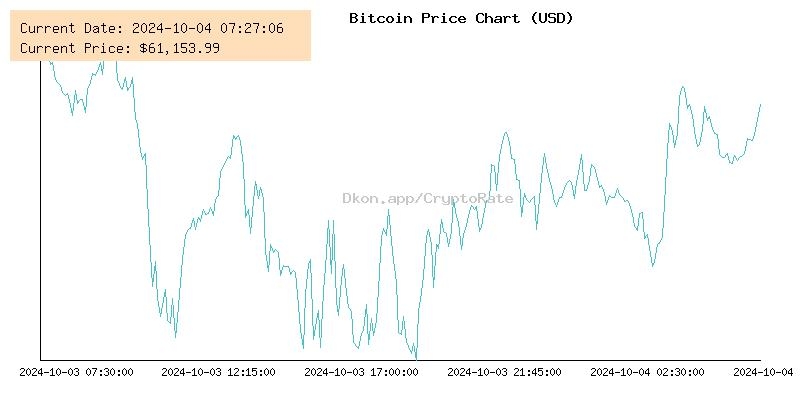 Bitcoin Price Chart (USD)
Current Date: 2024-10-04 07:27:06
Current Price: $61,153.99
Dkon.app/CryptoRate
2024-10-03 07:30:00 2024-10-03 12:15:00 2024-10-03 17:00:00 2024-10-03 21:45:00 2024-10-04 02:30:00 2024-10-04